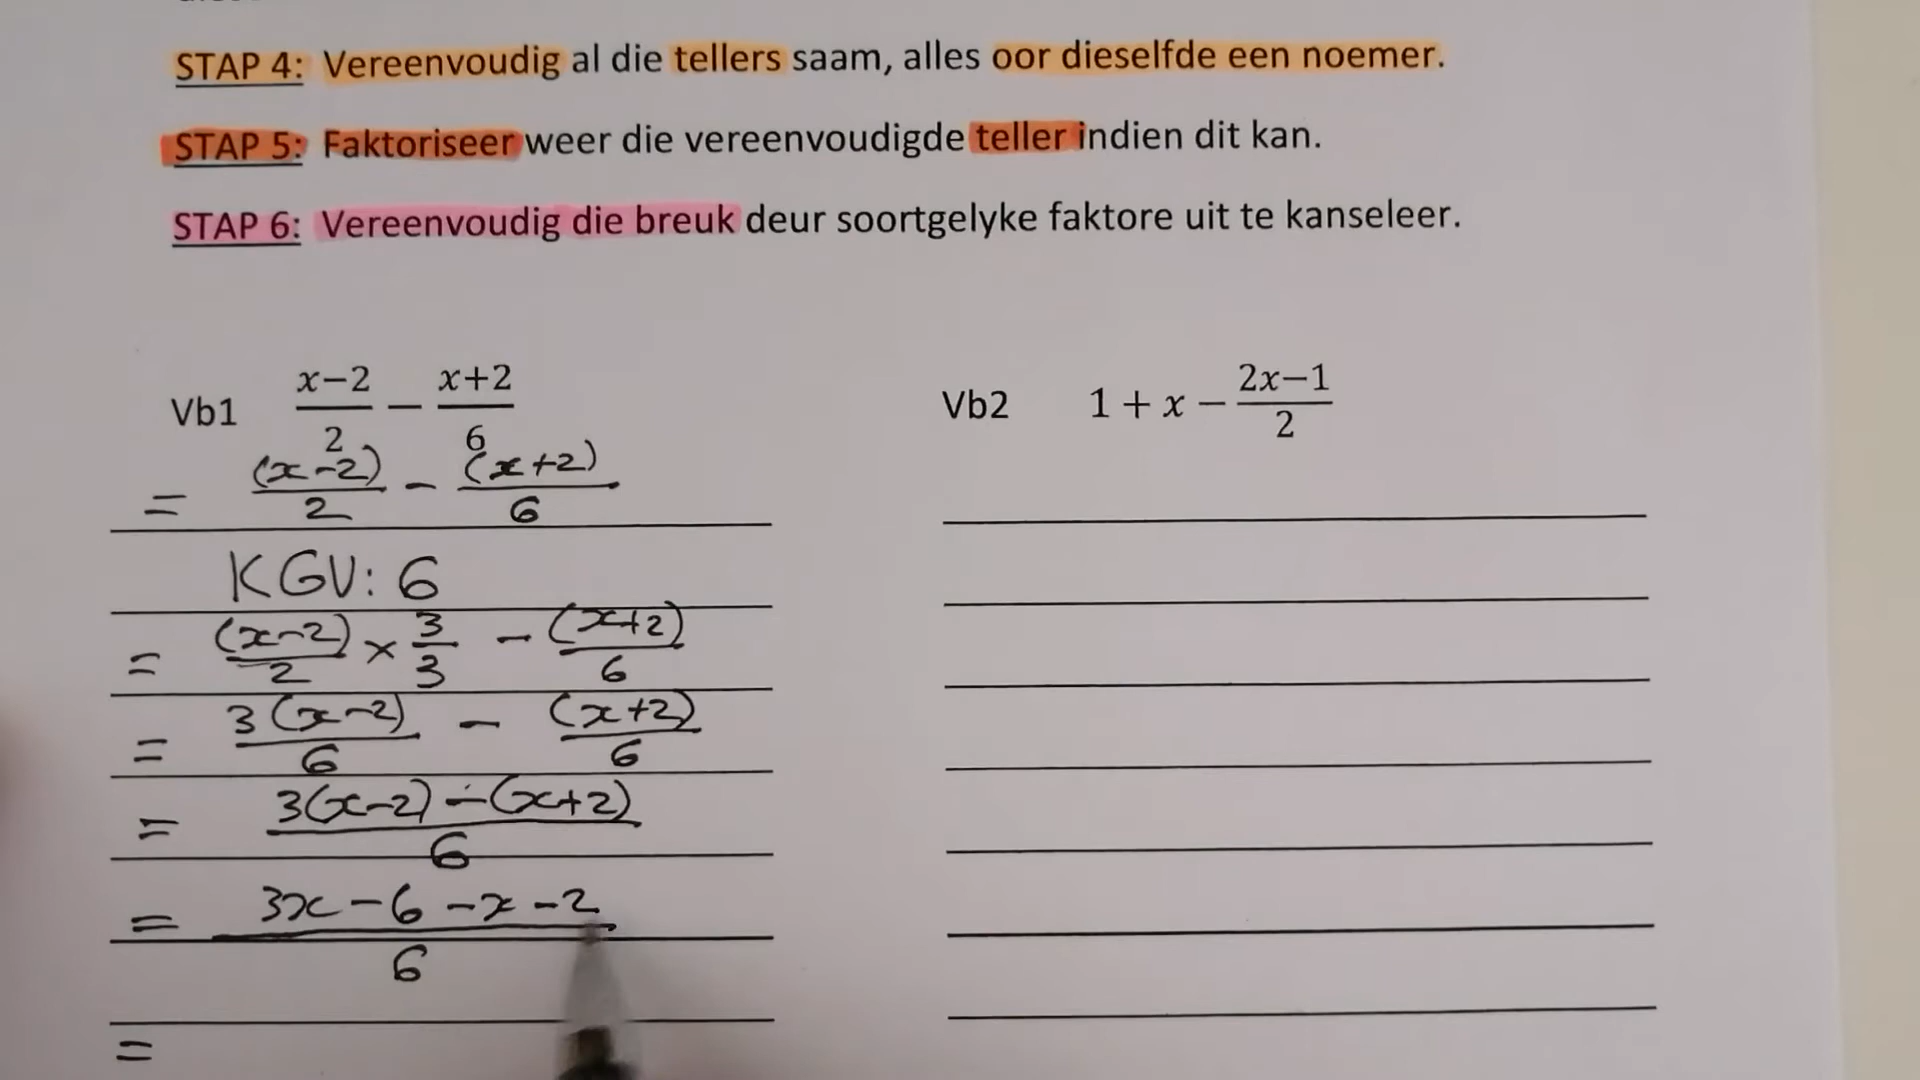 STAP 4: Vereenvoudig al die tellers saam, alles oor dieselfde een noemer.
STAP 5: Faktoriseer weer die vereenvoudigde teller indien dit kan.
STAP 6: Vereenvoudig die breuk deur soortgelyke faktore uit te kanselleer.
Vb1 x−2/2 − x+2/6
= (x−2)/2 − (x+2)/6
KGV: 6
= (x−2)/2 × 3/3 − (x+2)/6
= 3(x−2)/6 − (x+2)/6
= 3(x−2) − (x+2)/6
= 3x − 6 − x − 2/6
=
Vb2 1 + x − 2x−1/2